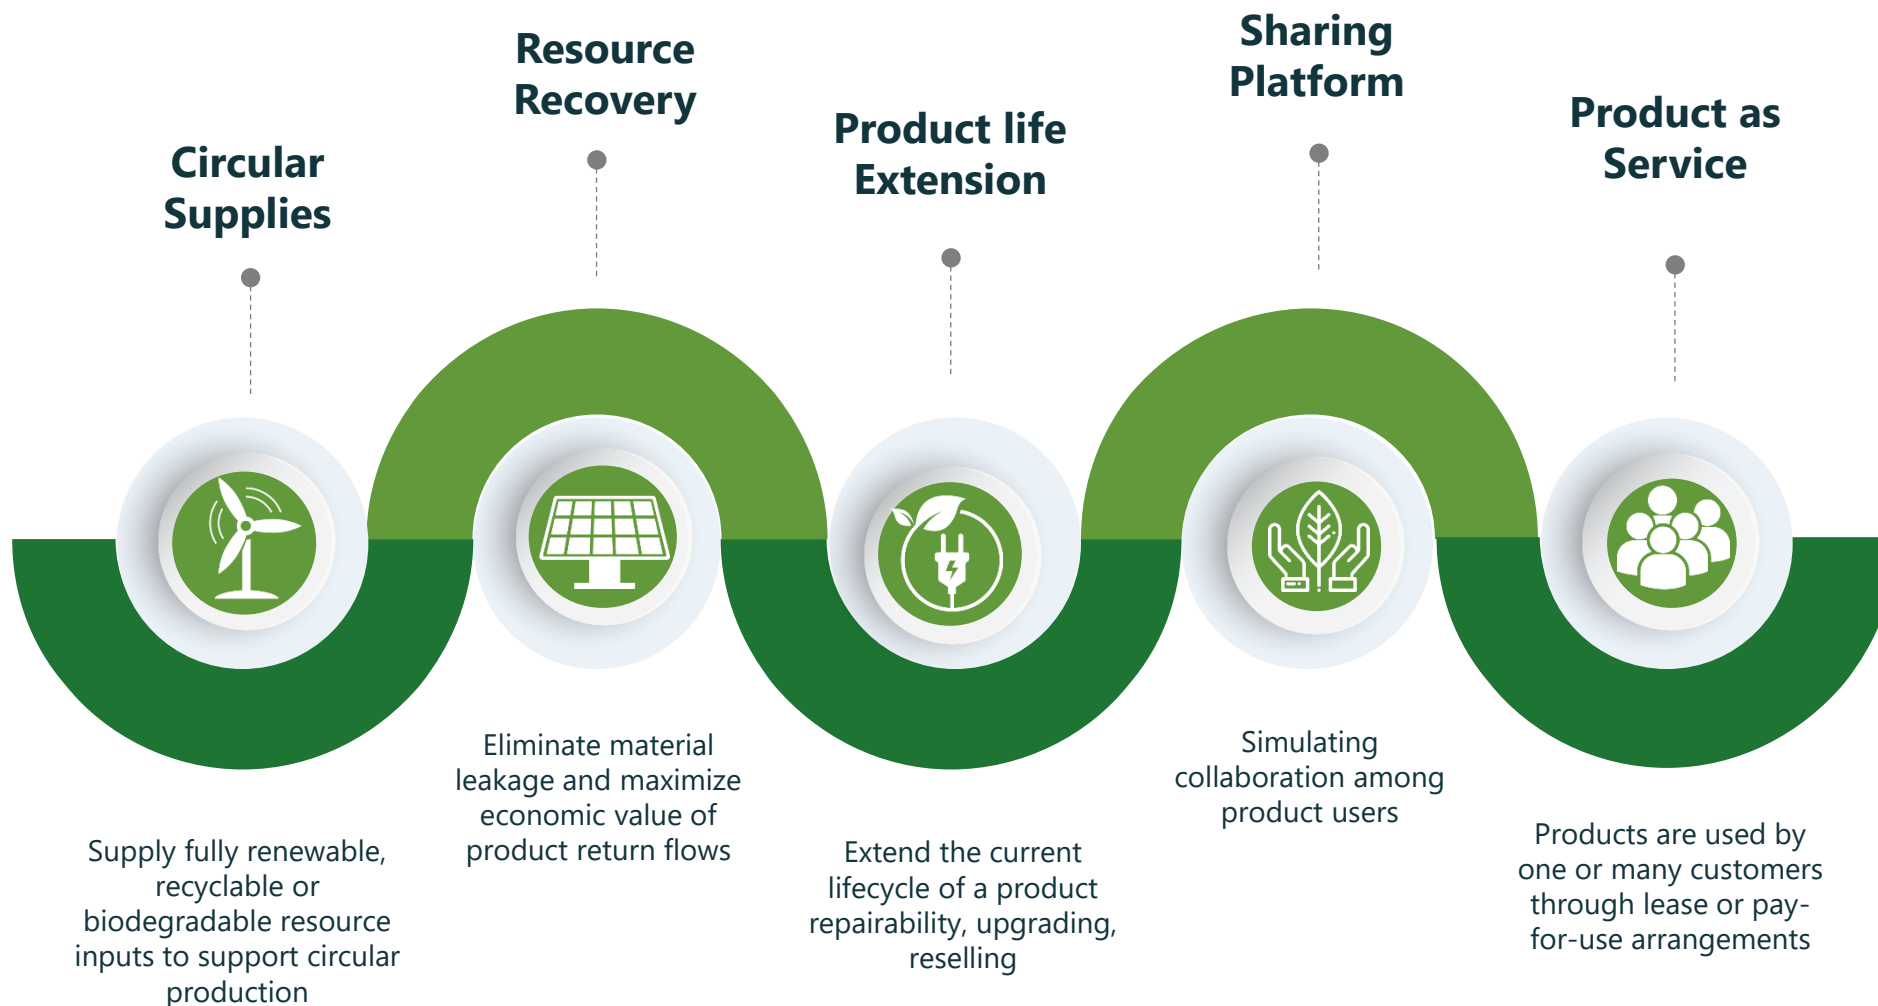 Circular
Supplies
Supply fully renewable,
recyclable or
biodegradable resource
inputs to support circular
production
Resource
Recovery
Eliminate material
leakage and maximize
economic value of
product return flows
Product life
Extension
Extend the current
lifecycle of a product
repairability, upgrading,
reselling
Sharing
Platform
Simulating
collaboration among
product users
Product as
Service
Products are used by
one or many customers
through lease or pay-
for-use arrangements